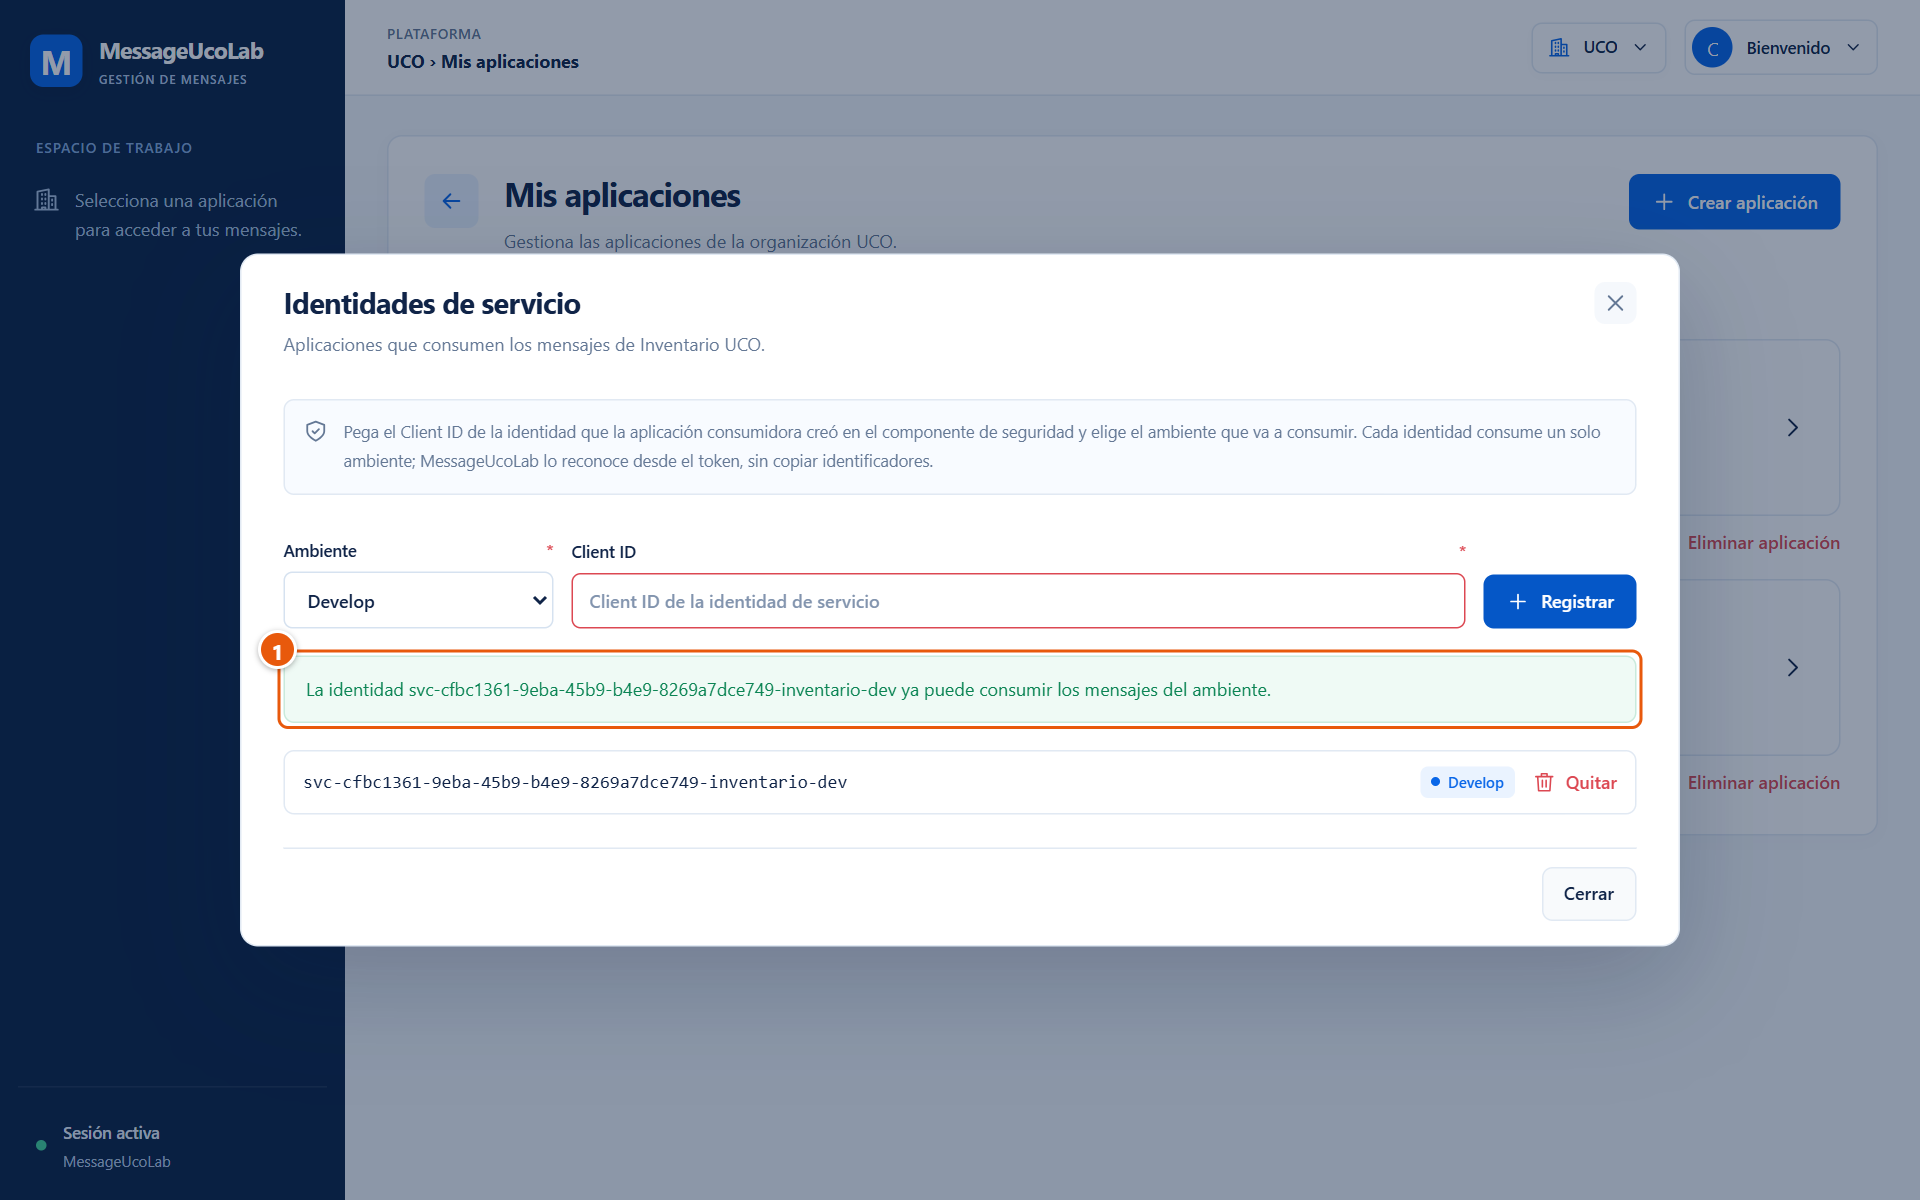 M
MessageUcoLab
GESTIÓN DE MENSAJES
ESPACIO DE TRABAJO
Selecciona una aplicación
para acceder a tus mensajes.
Sesión activa
MessageUcoLab
PLATAFORMA
UCO › Mis aplicaciones
UCO
C
Bienvenido
Mis aplicaciones
Gestiona las aplicaciones de la organización UCO.
Crear aplicación
Eliminar aplicación
Eliminar aplicación
Identidades de servicio
Aplicaciones que consumen los mensajes de Inventario UCO.
Pega el Client ID de la identidad que la aplicación consumidora creó en el componente de seguridad y elige el ambiente que va a consumir. Cada identidad consume un solo
ambiente; MessageUcoLab lo reconoce desde el token, sin copiar identificadores.
Ambiente *
Client ID *
Develop
Client ID de la identidad de servicio
Registrar
1
La identidad svc-cfbc1361-9eba-45b9-b4e9-8269a7dce749-inventario-dev ya puede consumir los mensajes del ambiente.
svc-cfbc1361-9eba-45b9-b4e9-8269a7dce749-inventario-dev
Develop
Quitar
Cerrar